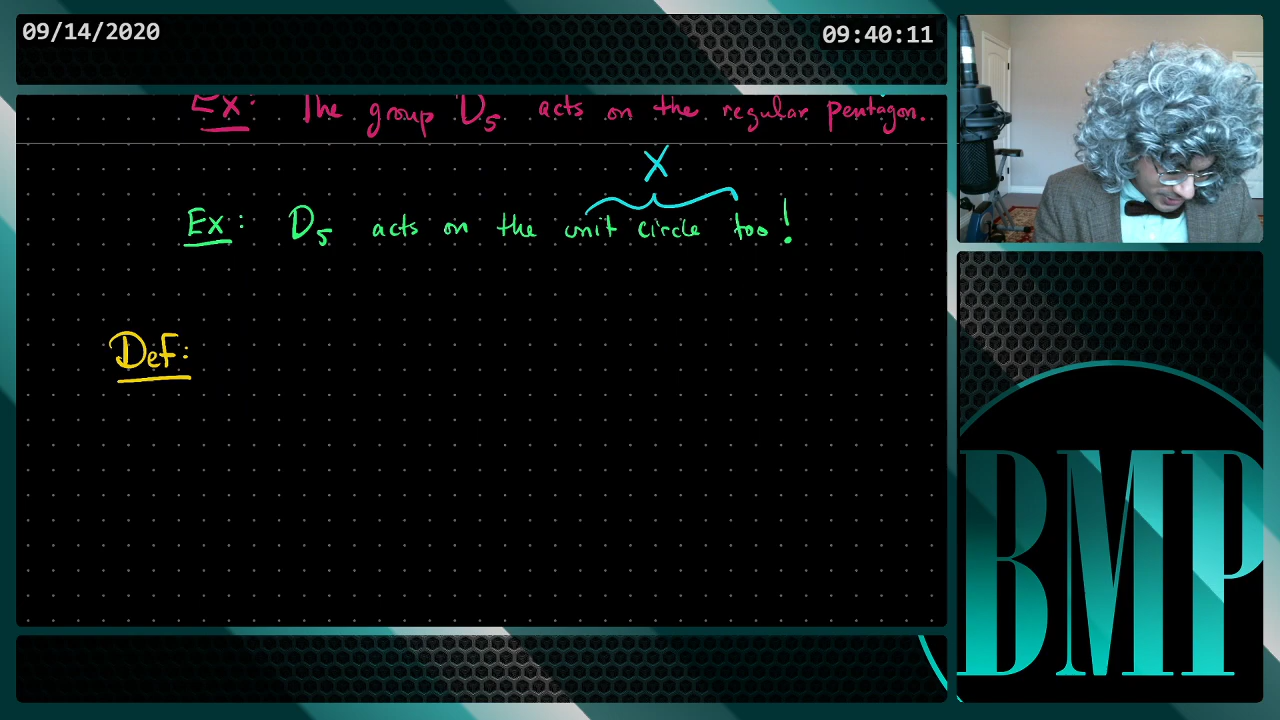 09/14/2020
09:40:11
Ex: The group D₅ acts on the regular pentagon.
X
Ex: D₅ acts on the unit circle too!
Def:
BMP